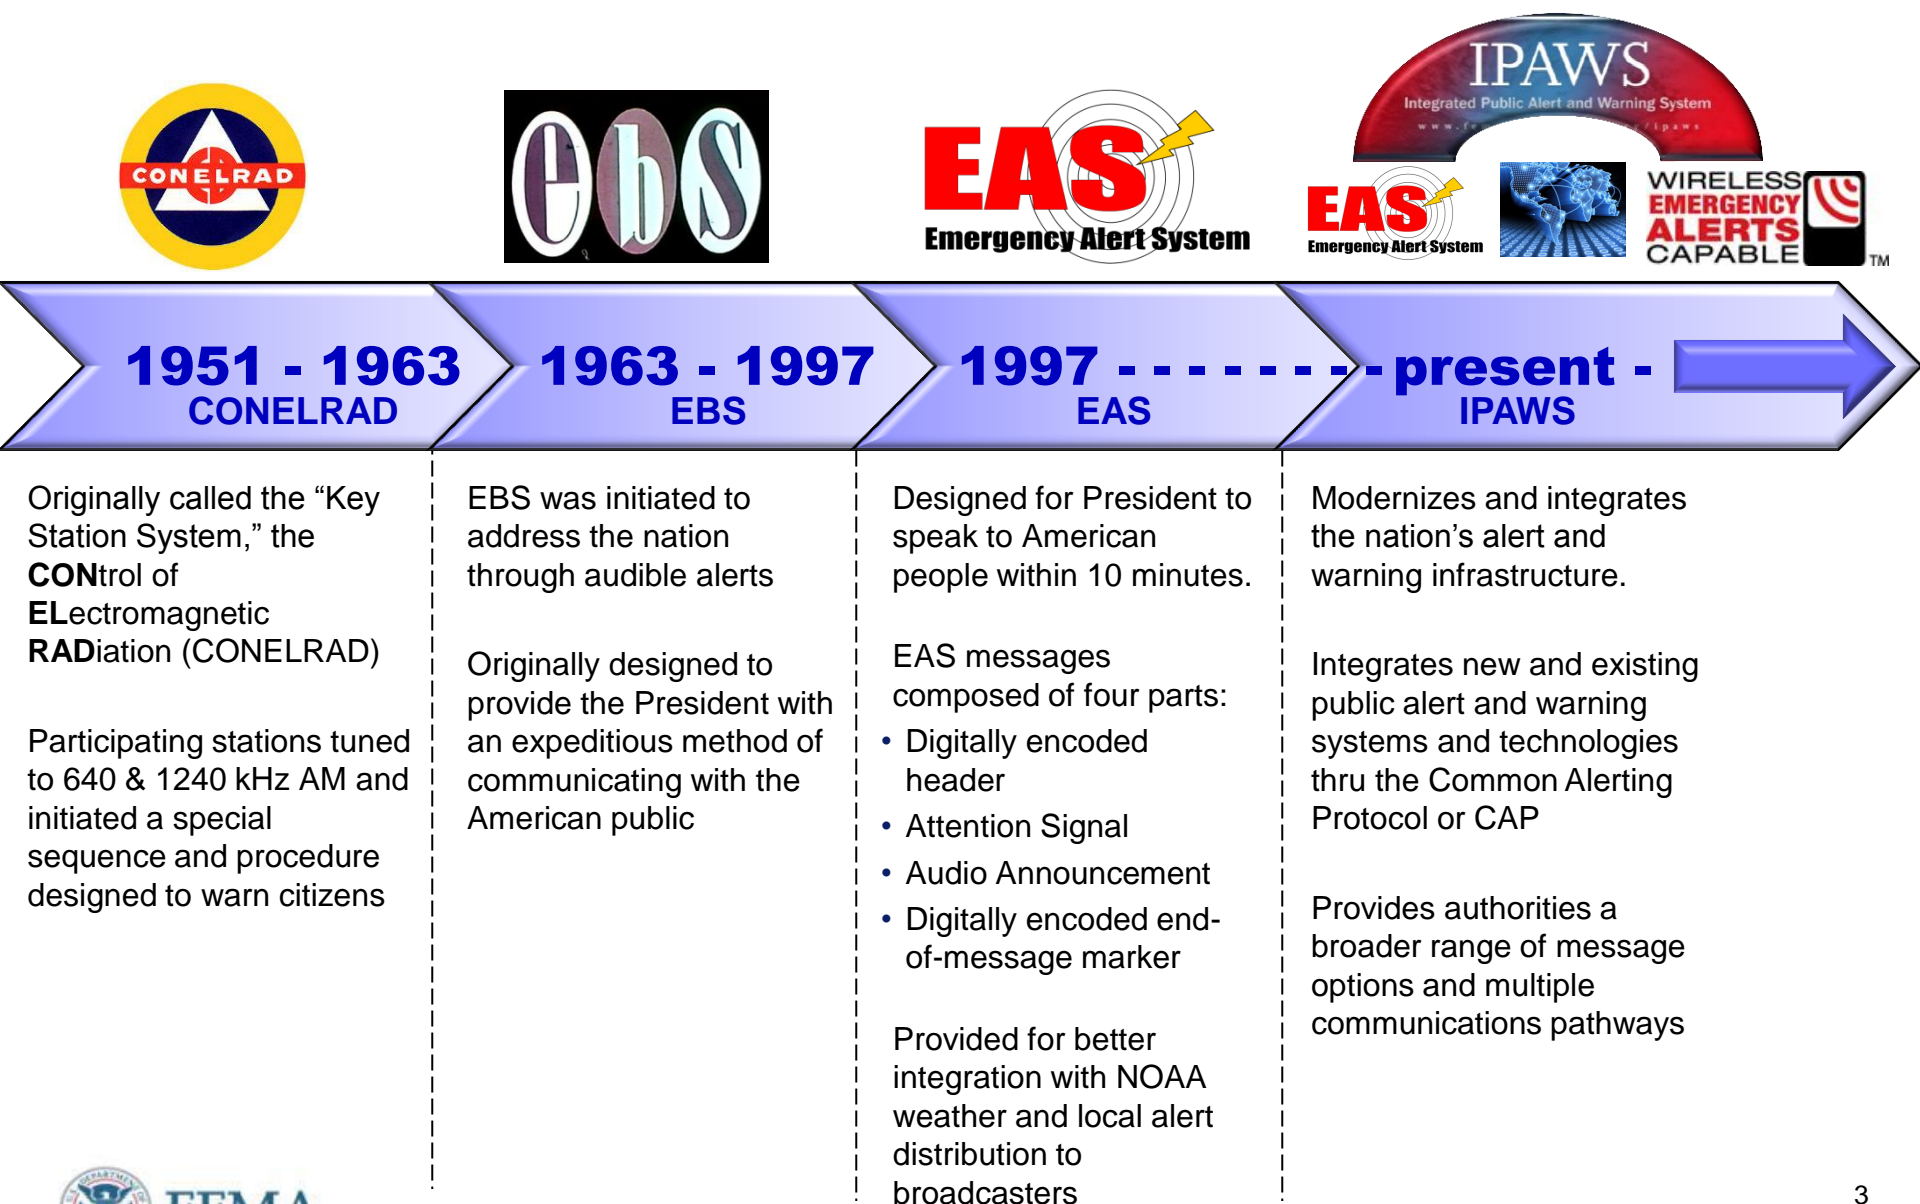 CONELRAD
ebs
EAS
Emergency Alert System
IPAWS
Integrated Public Alert and Warning System
EAS
Emergency Alert System
WIRELESS
EMERGENCY
ALERTS
CAPABLE
TM
1951 - 1963
CONELRAD
1963 - 1997
EBS
1997 - - - - - - - -
EAS
present -
IPAWS
Originally called the “Key
Station System,” the
CONtrol of
ELectromagnetic
RADiation (CONELRAD)
Participating stations tuned
to 640 & 1240 kHz AM and
initiated a special
sequence and procedure
designed to warn citizens
EBS was initiated to
address the nation
through audible alerts
Originally designed to
provide the President with
an expeditious method of
communicating with the
American public
Designed for President to
speak to American
people within 10 minutes.
EAS messages
composed of four parts:
• Digitally encoded
header
• Attention Signal
• Audio Announcement
• Digitally encoded end-
of-message marker
Provided for better
integration with NOAA
weather and local alert
distribution to
broadcasters
Modernizes and integrates
the nation’s alert and
warning infrastructure.
Integrates new and existing
public alert and warning
systems and technologies
thru the Common Alerting
Protocol or CAP
Provides authorities a
broader range of message
options and multiple
communications pathways
FEMA
3